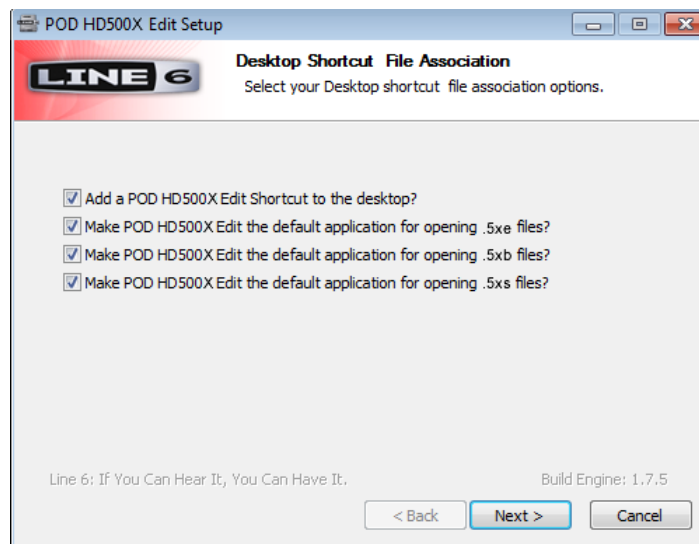 POD HD500X Edit Setup
LINE 6
Desktop Shortcut File Association
Select your Desktop shortcut file association options.
Add a POD HD500X Edit Shortcut to the desktop?
Make POD HD500X Edit the default application for opening .5xe files?
Make POD HD500X Edit the default application for opening .5xb files?
Make POD HD500X Edit the default application for opening .5xs files?
Line 6: If You Can Hear It, You Can Have It.
Build Engine: 1.7.5
< Back
Next >
Cancel